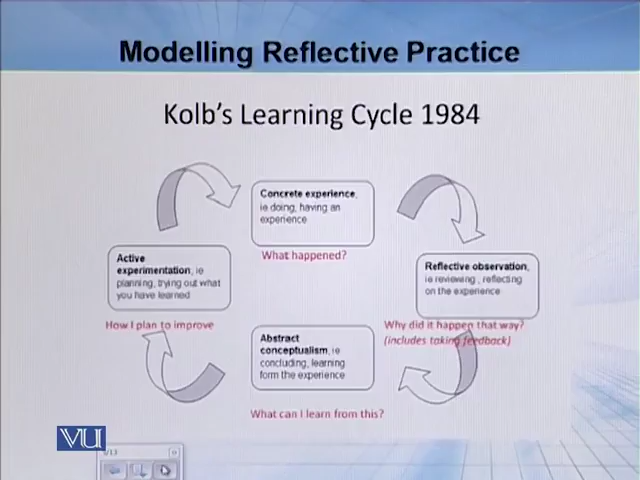 Modelling Reflective Practice
Kolb's Learning Cycle 1984
Concrete experience,
ie doing, having an
experience
What happened?
Reflective observation,
ie reviewing, reflecting
on the experience
Why did it happen that way?
(includes taking feedback)
Abstract
conceptualism, ie
concluding, learning
form the experience
What can I learn from this?
Active
experimentation, ie
planning, trying out what
you have learned
How I plan to improve
VU